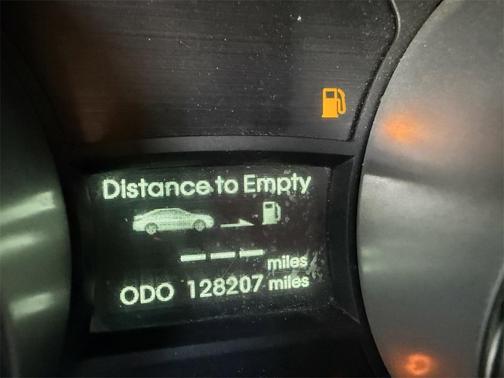 Distance to Empty
--- miles
ODO 128207 miles